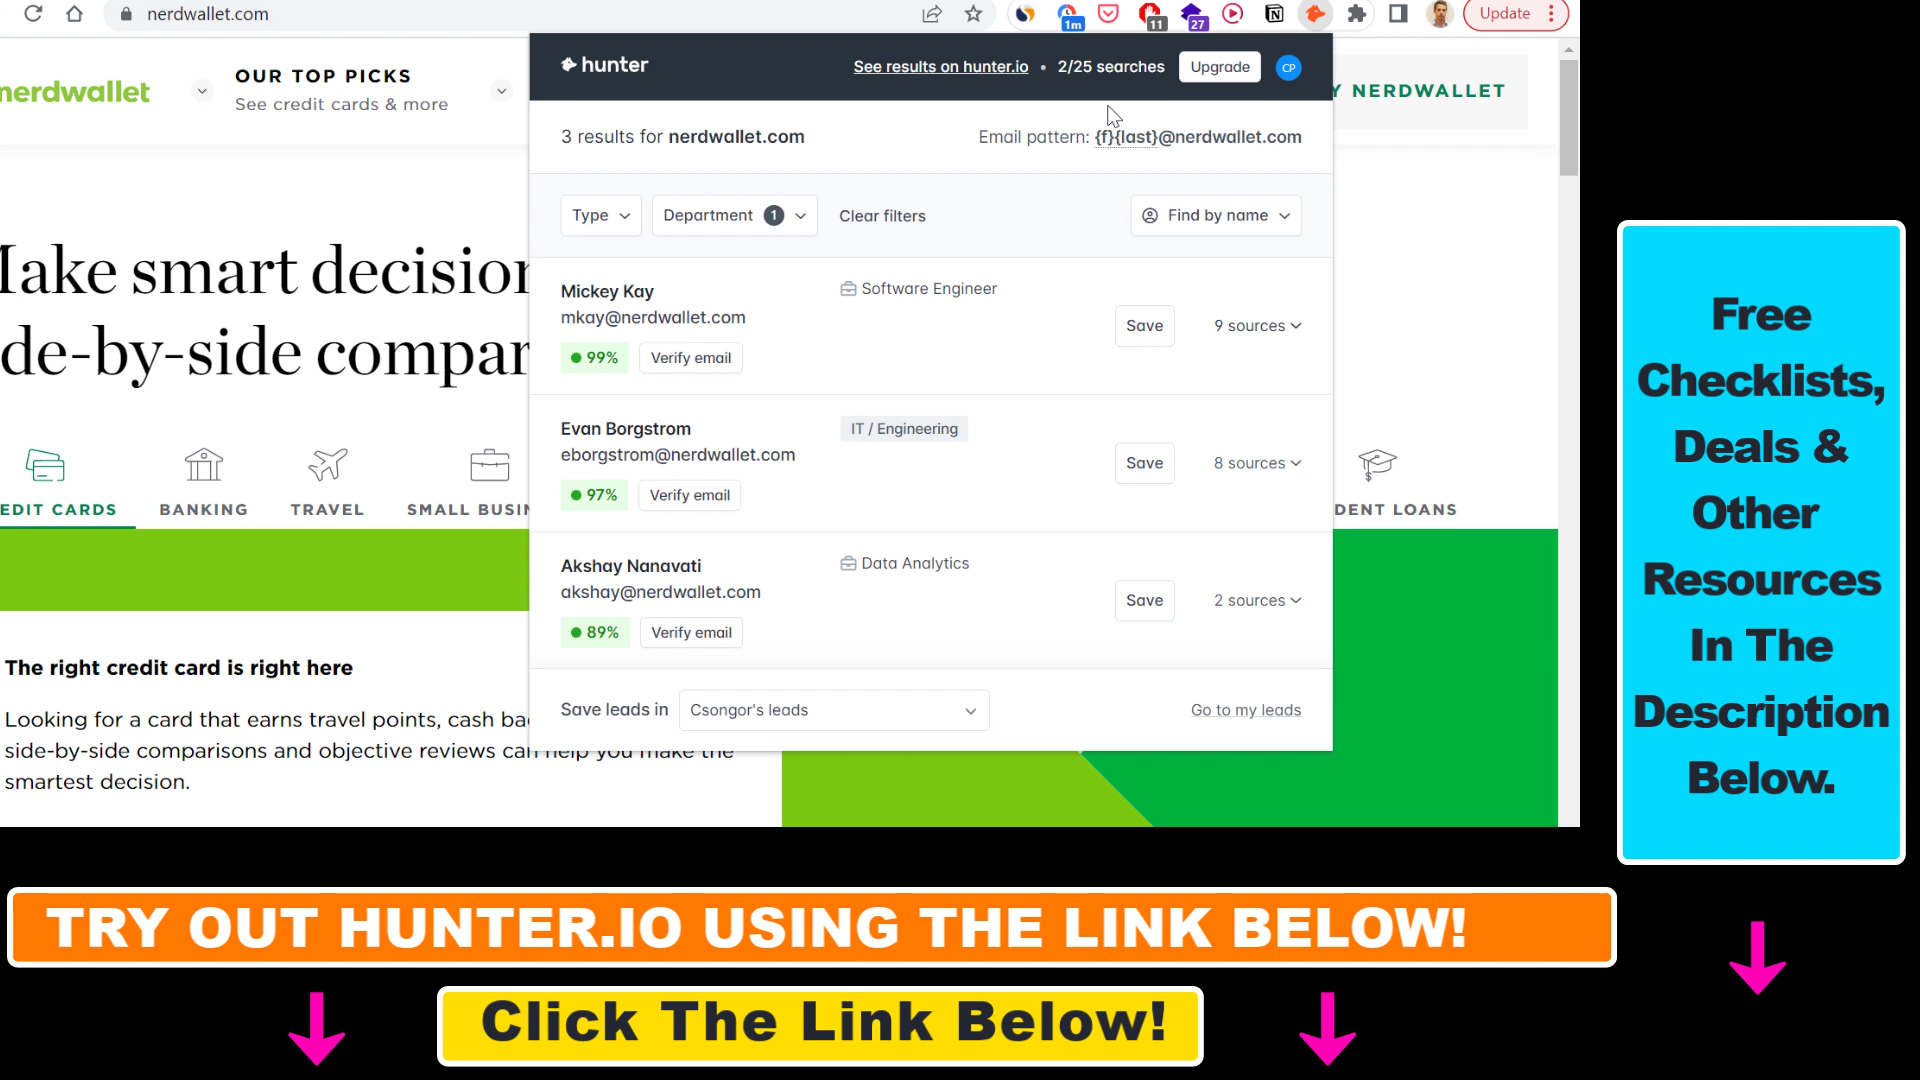 nerdwallet.com
1m
11
27
Update
nerdwallet
OUR TOP PICKS
See credit cards & more
Y NERDWALLET
hunter
See results on hunter.io • 2/25 searches
Upgrade
CP
3 results for nerdwallet.com
Email pattern: {f}{last}@nerdwallet.com
Type
Department 1
Clear filters
Find by name
Make smart decision
de-by-side compar
Mickey Kay
mkay@nerdwallet.com
99%
Verify email
Software Engineer
Save
9 sources
Evan Borgstrom
eborgstrom@nerdwallet.com
97%
Verify email
IT / Engineering
Save
8 sources
EDIT CARDS
BANKING
TRAVEL
SMALL BUSIN
DENT LOANS
Akshay Nanavati
akshay@nerdwallet.com
89%
Verify email
Data Analytics
Save
2 sources
Save leads in
Csongor's leads
Go to my leads
The right credit card is right here
Looking for a card that earns travel points, cash ba
side-by-side comparisons and objective reviews can help you make the
smartest decision.
Free
Checklists,
Deals &
Other
Resources
In The
Description
Below.
TRY OUT HUNTER.IO USING THE LINK BELOW!
Click The Link Below!